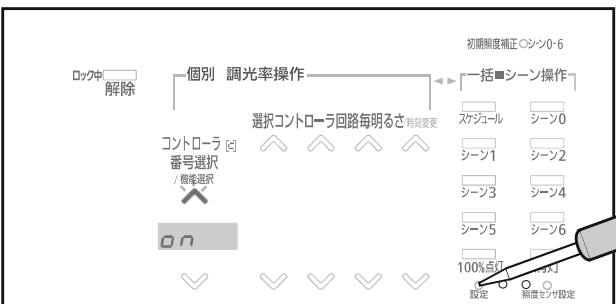 初期照度補正○シーン0-6
ロック中
解除
個別 調光率操作
一括■シーン操作
選択コントローラ回路毎明るさ時刻変更
コントローラ
番号選択
/ 機能選択
on
スケジュール シーン0
シーン1 シーン2
シーン3 シーン4
シーン5 シーン6
100%点灯
設定 照度センサ設定